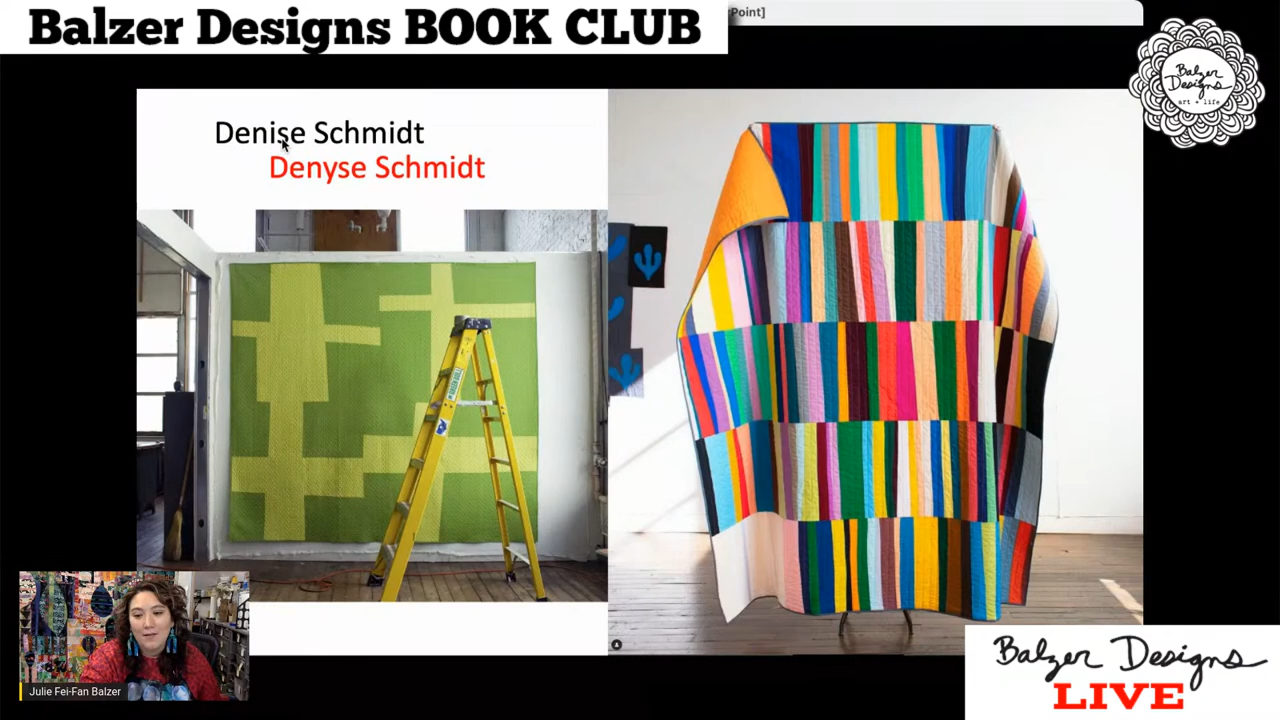 Balzer Designs BOOK CLUB
Point]
Balzer
Designs
art + life
Denise Schmidt
Denyse Schmidt
Julie Fei-Fan Balzer
Balzer Designs
LIVE